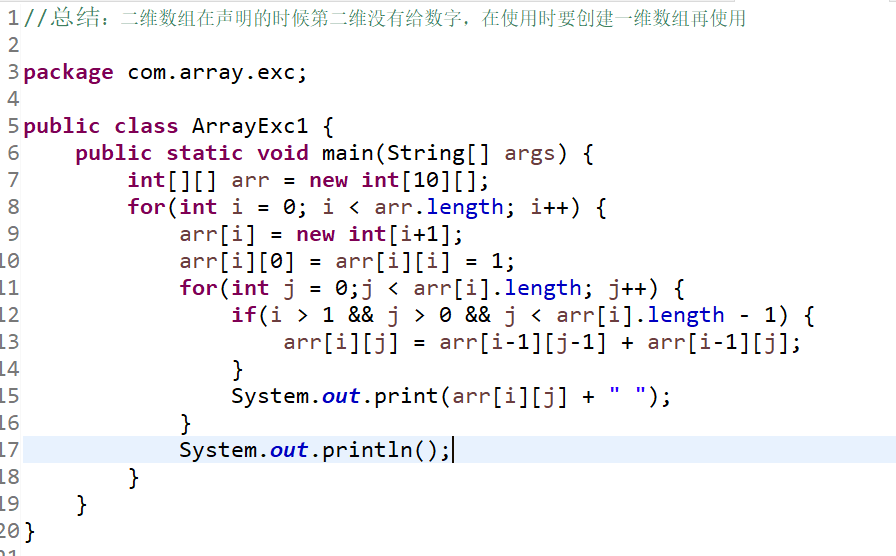 1 //总结：二维数组在声明的时候第二维没有给数字，在使用时要创建一维数组再使用
2
3 package com.array.exc;
4
5 public class ArrayExc1 {
6     public static void main(String[] args) {
7         int[][] arr = new int[10][];
8         for(int i = 0; i < arr.length; i++) {
9             arr[i] = new int[i+1];
10             arr[i][0] = arr[i][i] = 1;
11             for(int j = 0;j < arr[i].length; j++) {
12                 if(i > 1 && j > 0 && j < arr[i].length - 1) {
13                     arr[i][j] = arr[i-1][j-1] + arr[i-1][j];
14                 }
15                 System.out.print(arr[i][j] + " ");
16             }
17             System.out.println();
18         }
19     }
20 }
21